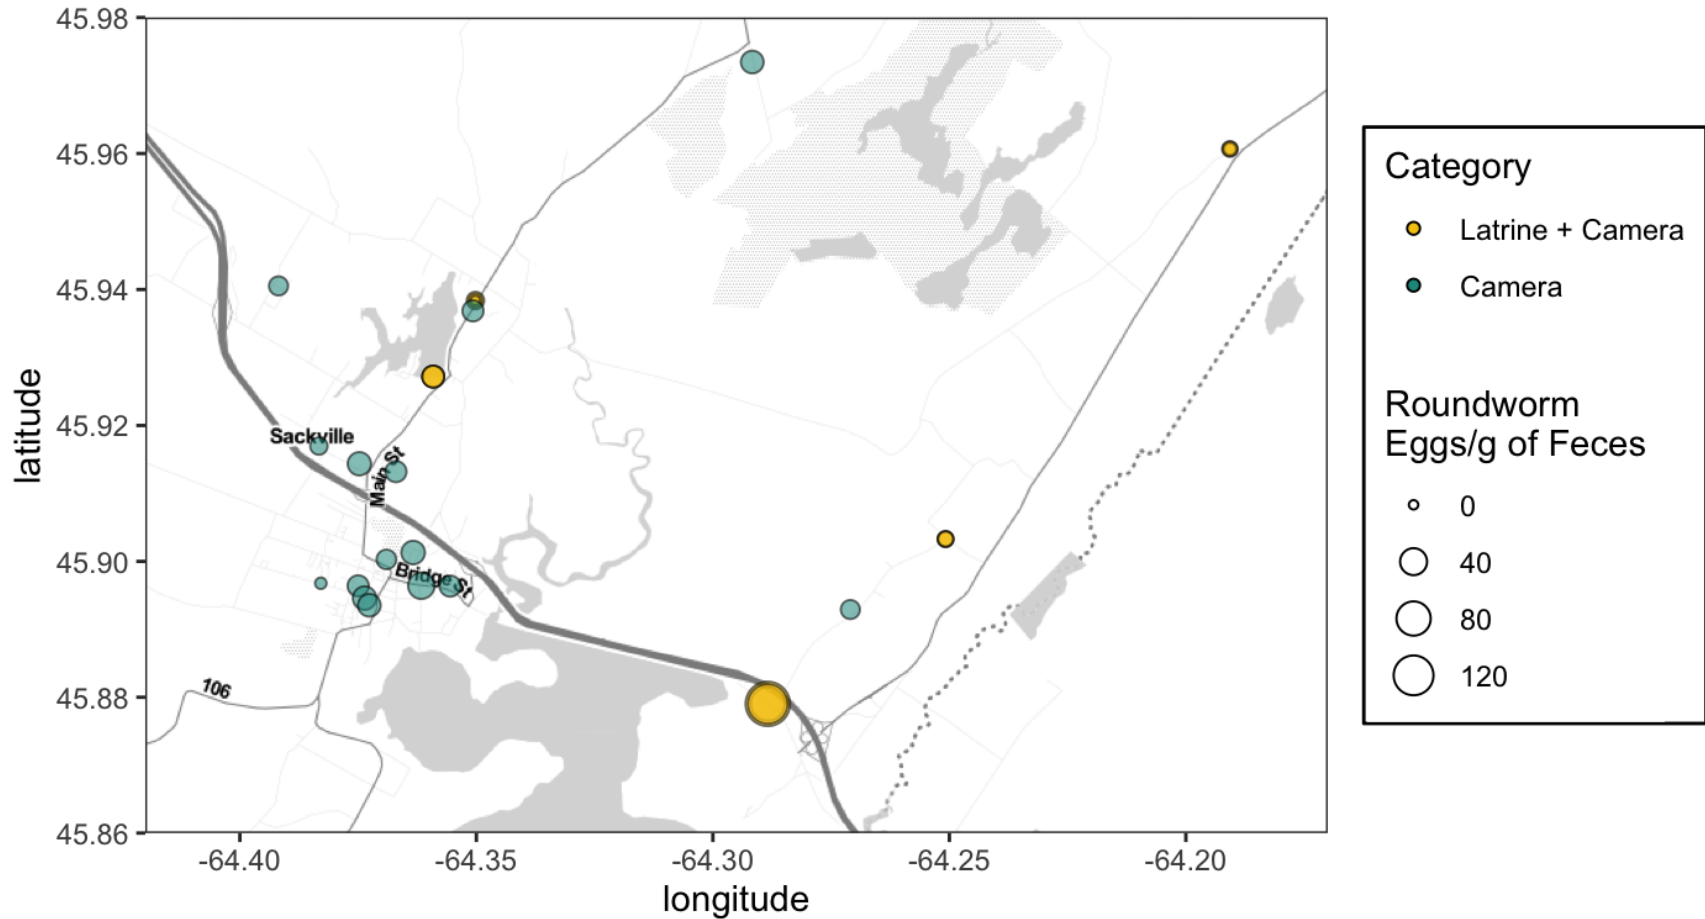 45.98
45.96
45.94
45.92
45.90
45.88
45.86
latitude
-64.40
-64.35
-64.30
-64.25
-64.20
longitude
Sackville
Main St
Bridge St
106
Category
Latrine + Camera
Camera
Roundworm
Eggs/g of Feces
0
40
80
120